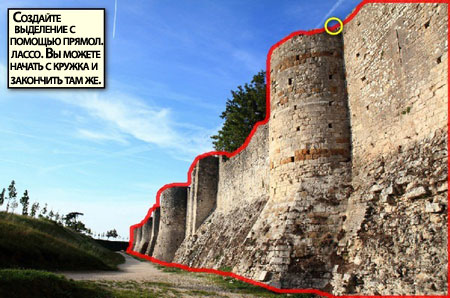 Создайте
выделение с
помощью прямол.
лассо. Вы можете
начать с кружка и
закончить там же.